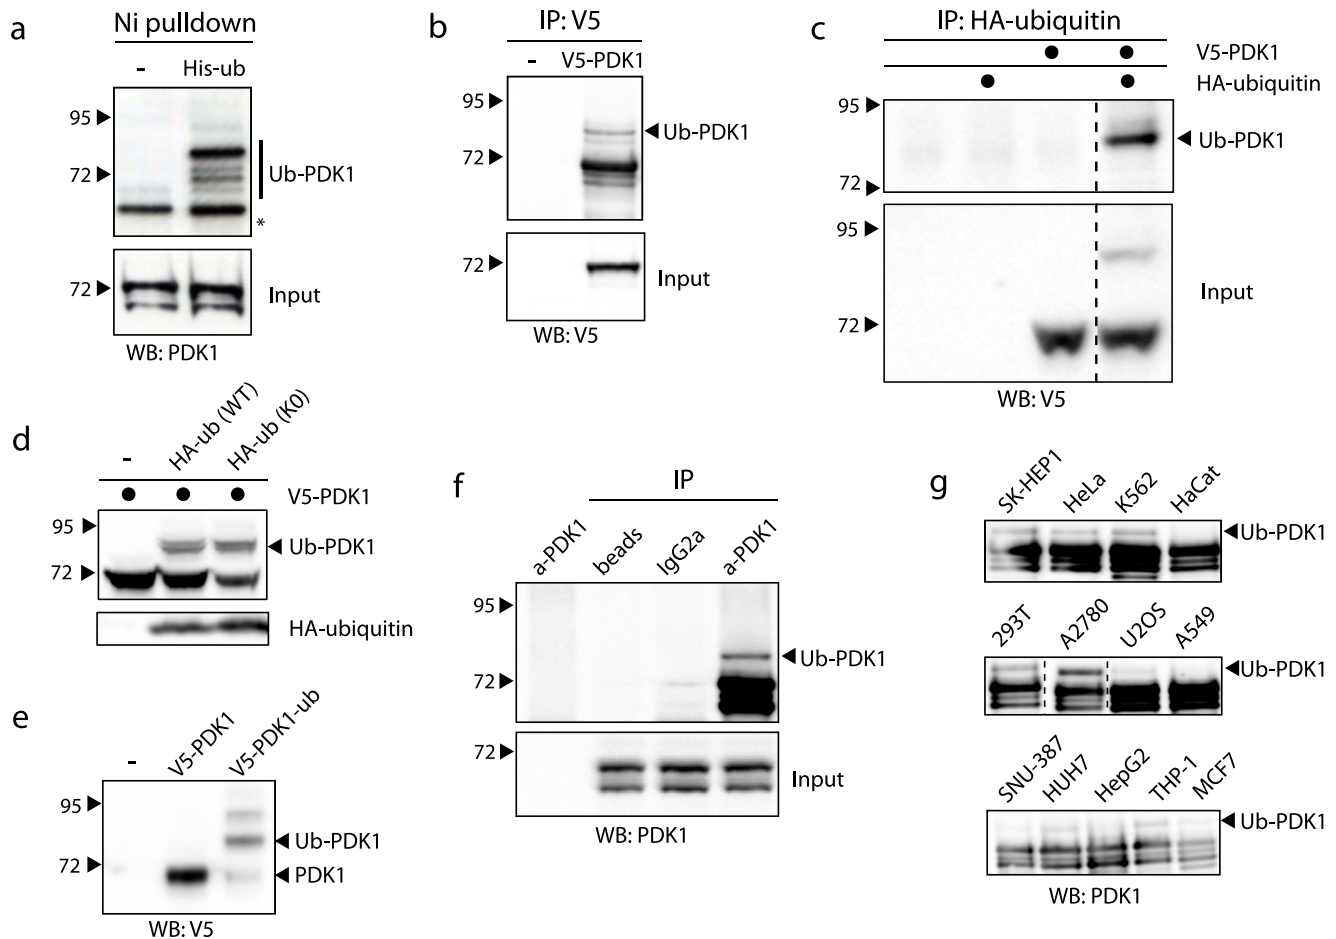 a
Ni pulldown
- His-ub
95
72
Ub-PDK1
*
72
Input
WB: PDK1
b
IP: V5
- V5-PDK1
95
Ub-PDK1
72
72
Input
WB: V5
c
IP: HA-ubiquitin
V5-PDK1
HA-ubiquitin
95
Ub-PDK1
72
95
Input
72
WB: V5
d
- HA-ub (WT) HA-ub (K0)
V5-PDK1
95
Ub-PDK1
72
HA-ubiquitin
e
- V5-PDK1 V5-PDK1-ub
95
Ub-PDK1
72
PDK1
WB: V5
f
IP
a-PDK1 beads IgG2a a-PDK1
95
Ub-PDK1
72
72
Input
WB: PDK1
g
SK-HEP1 HeLa K562 HaCat
Ub-PDK1
293T A2780 U2OS A549
Ub-PDK1
SNU-387 HUH7 HepG2 THP-1 MCF7
Ub-PDK1
WB: PDK1